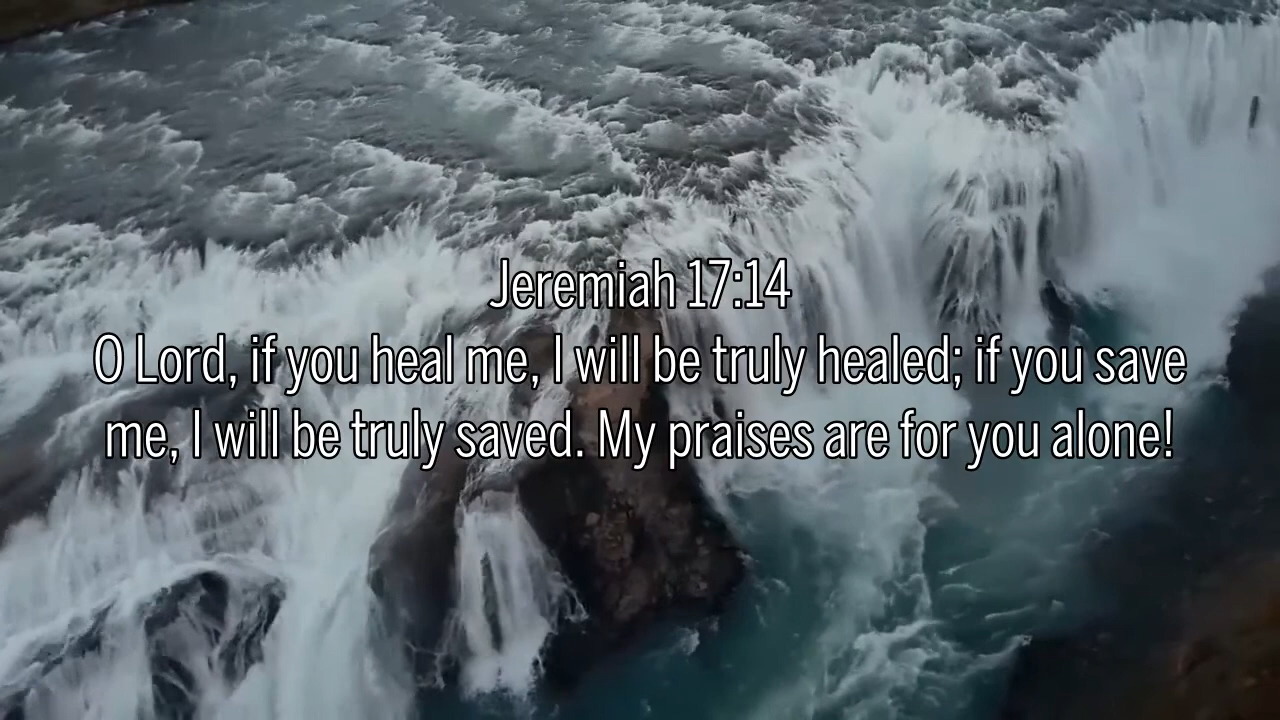 Jeremiah 17:14
O Lord, if you heal me, I will be truly healed; if you save
me, I will be truly saved. My praises are for you alone!